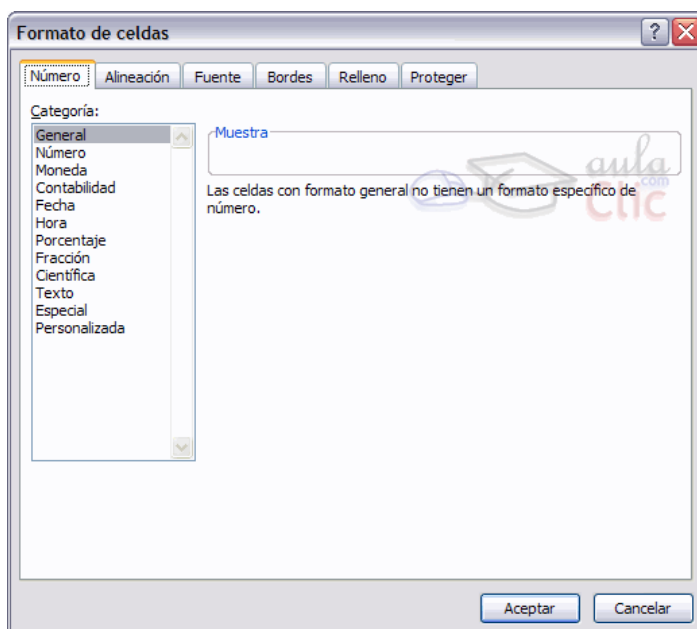 Formato de celdas
Número Alineación Fuente Bordes Relleno Proteger
Categoría:
General
Número
Moneda
Contabilidad
Fecha
Hora
Porcentaje
Fracción
Científica
Texto
Especial
Personalizada
Muestra
aula
.com
Clic
Las celdas con formato general no tienen un formato específico de
número.
Aceptar Cancelar